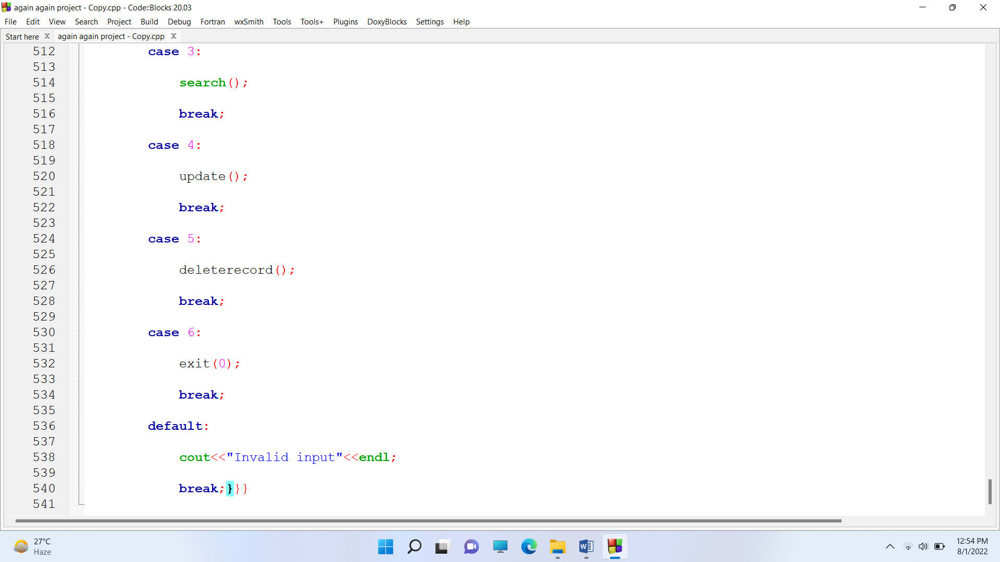 again again project - Copy.cpp - Code::Blocks 20.03
File Edit View Search Project Build Debug Fortran wxSmith Tools Tools+ Plugins DoxyBlocks Settings Help
Start here again again project - Copy.cpp
512 case 3:
513
514 search();
515
516 break;
517
518 case 4:
519
520 update();
521
522 break;
523
524 case 5:
525
526 deleterecord();
527
528 break;
529
530 case 6:
531
532 exit(0);
533
534 break;
535
536 default:
537
538 cout<<"Invalid input"<<endl;
539
540 break;}}}
541
27°C
Haze
12:54 PM
8/1/2022